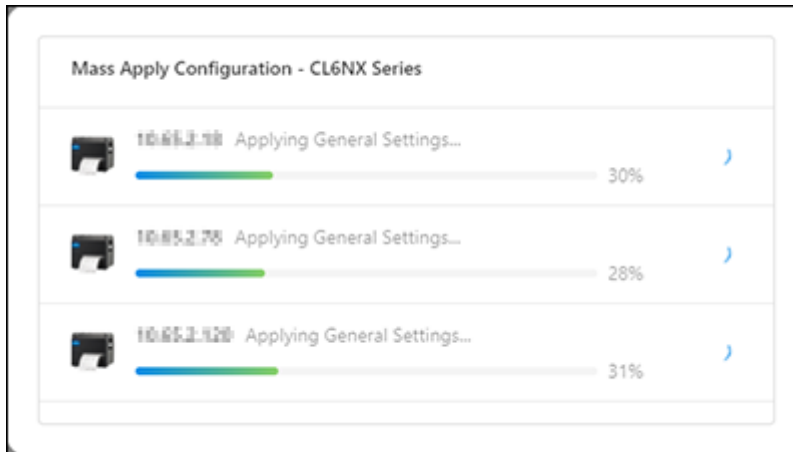 Mass Apply Configuration - CL6NX Series
Applying General Settings...
30%
Applying General Settings...
28%
Applying General Settings...
31%